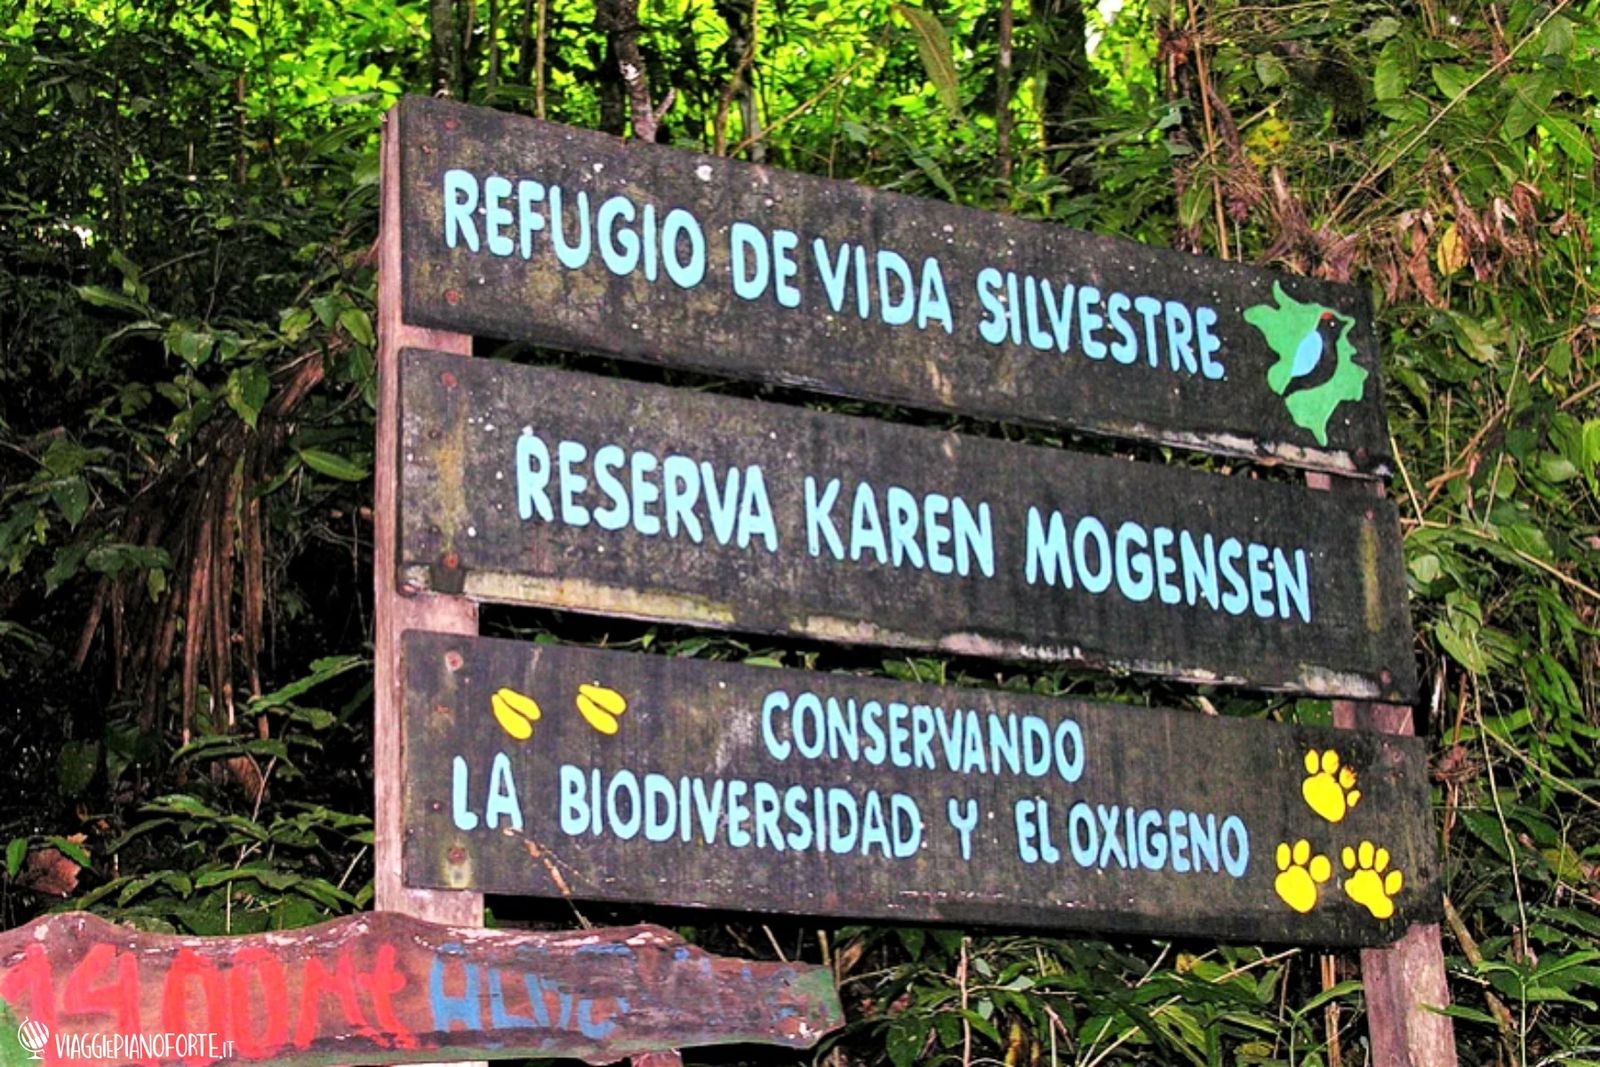 REFUGIO DE VIDA SILVESTRE
RESERVA KAREN MOGENSEN
CONSERVANDO
LA BIODIVERSIDAD Y EL OXIGENO
VIAGGIEPIANOFORTE.IT